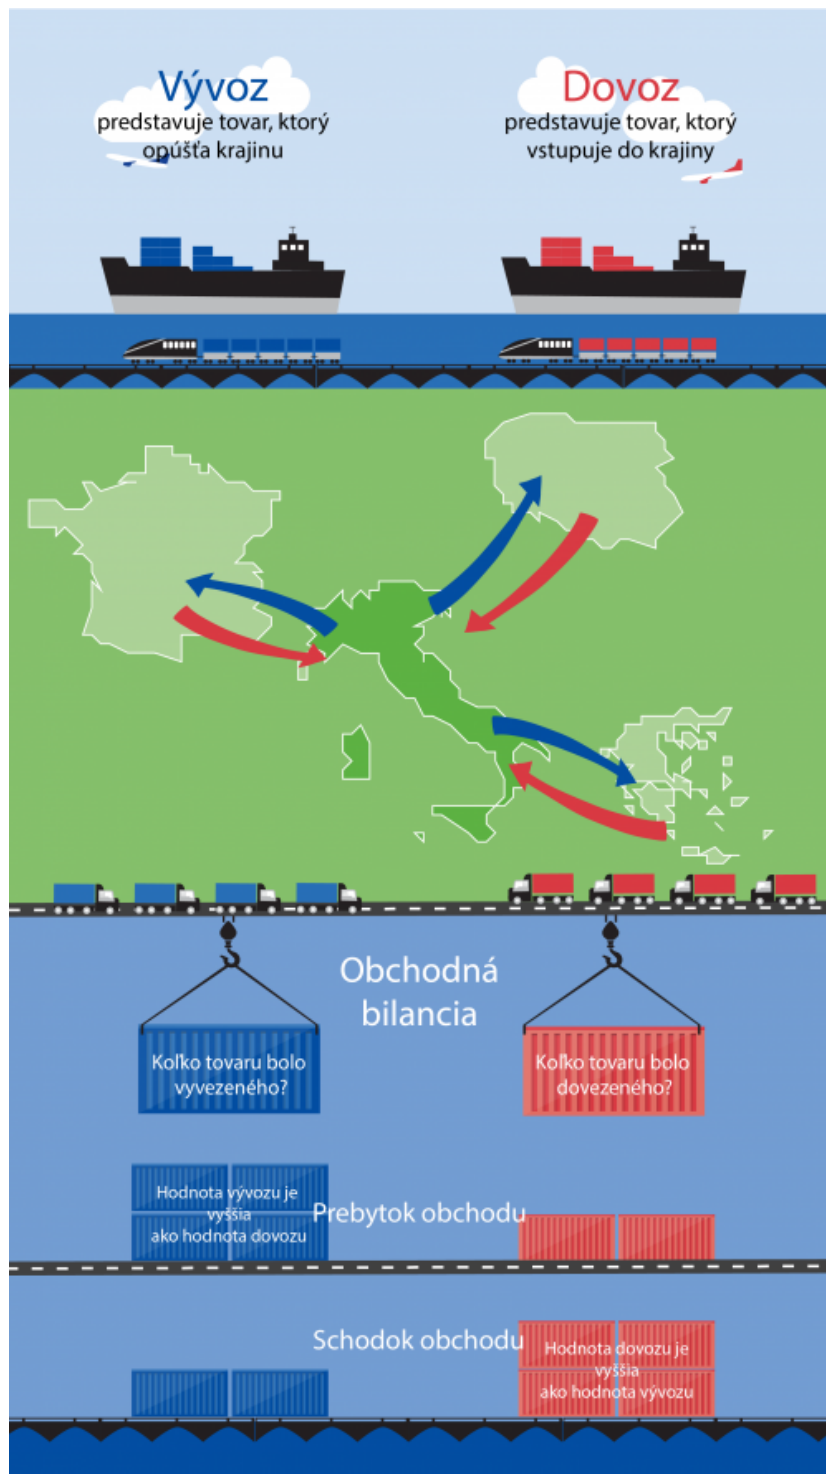 Vývoz
predstavuje tovar, ktorý
opúšťa krajinu
Dovoz
predstavuje tovar, ktorý
vstupuje do krajiny
Obchodná
bilancia
Koľko tovaru bolo
vyvezeného?
Koľko tovaru bolo
dovezeného?
Hodnota vývozu je
vyššia
ako hodnota dovozu
Prebytok obchodu
Schodok obchodu
Hodnota dovozu je
vyššia
ako hodnota vývozu